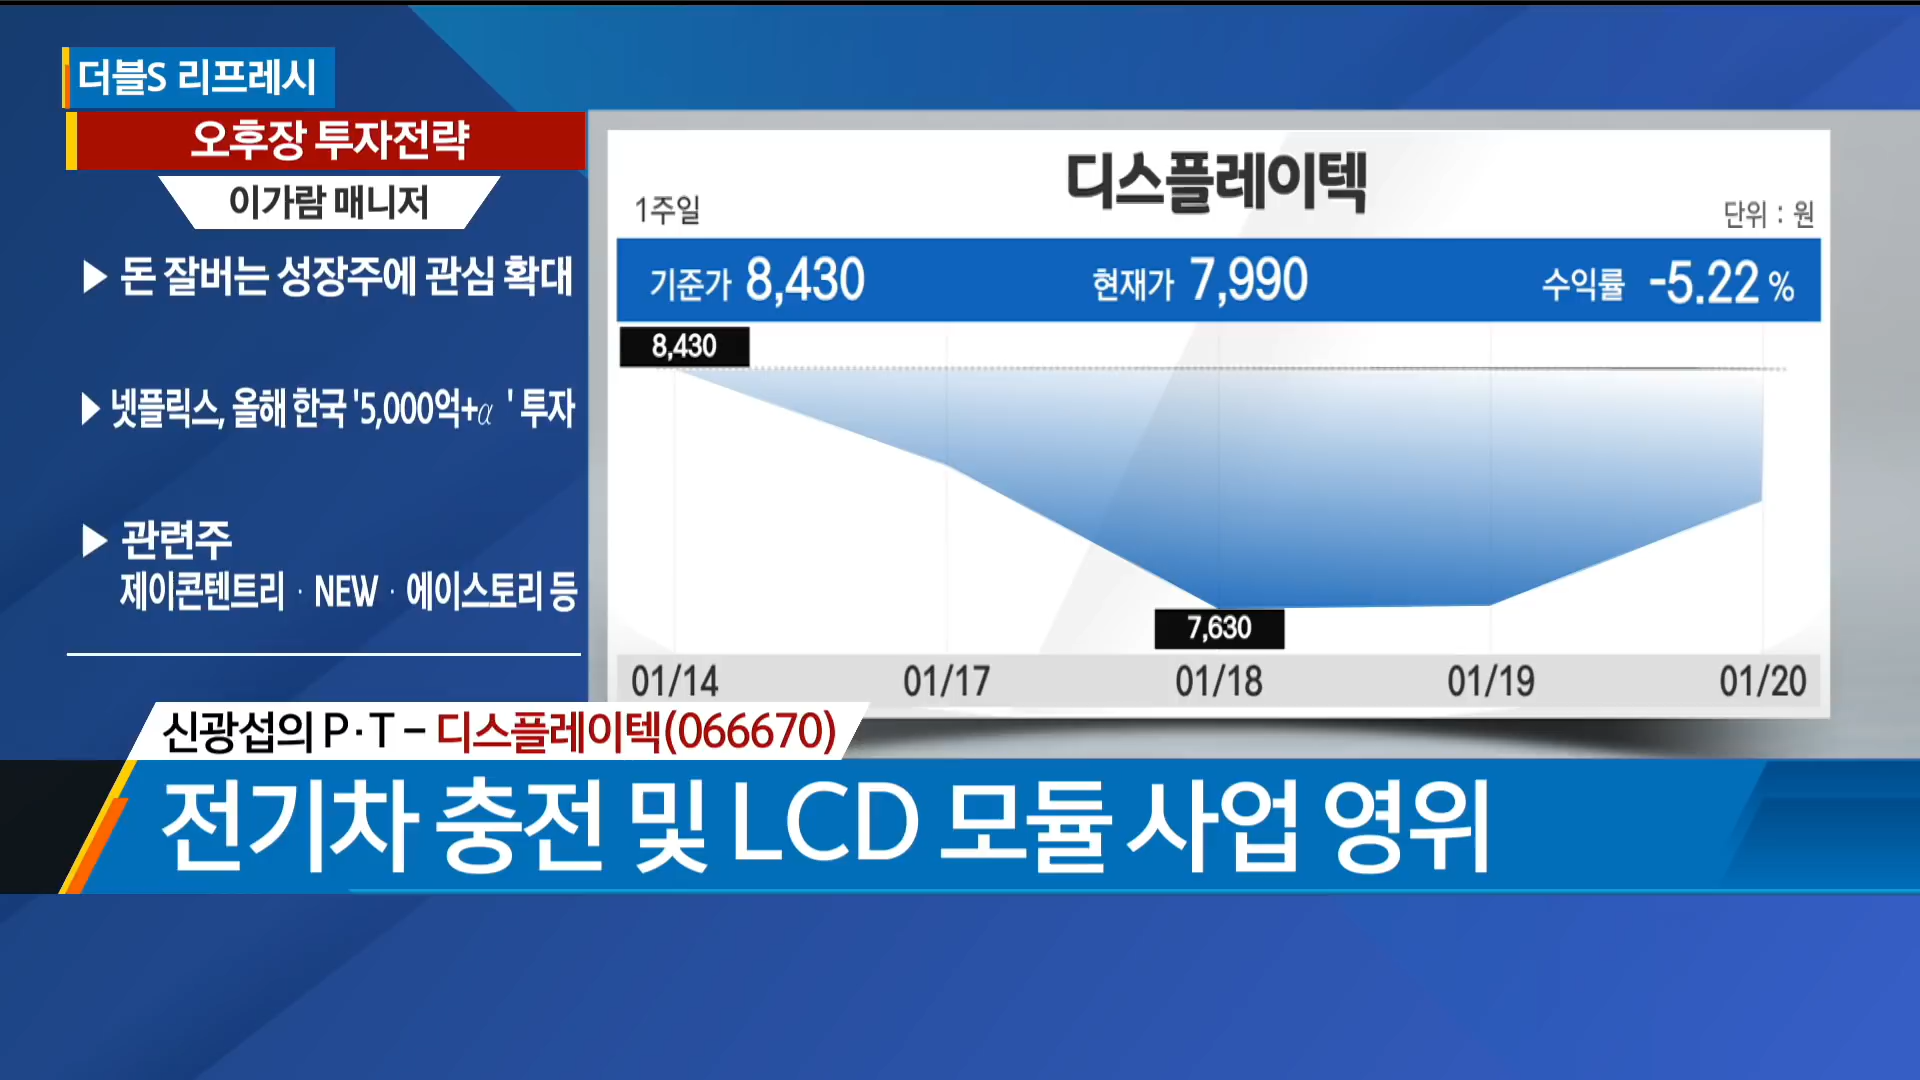 더블S 리프레시
오후장 투자전략
이가람 매니저
▶ 돈 잘버는 성장주에 관심 확대
▶ 넷플릭스, 올해 한국 '5,000억+α ' 투자
▶ 관련주
제이콘텐트리 · NEW · 에이스토리 등
디스플레이텍
1주일
단위 : 원
기준가 8,430 현재가 7,990 수익률 -5.22 %
8,430
7,630
01/14 01/17 01/18 01/19 01/20
신광섭의 P·T - 디스플레이텍(066670)
전기차 충전 및 LCD 모듈 사업 영위